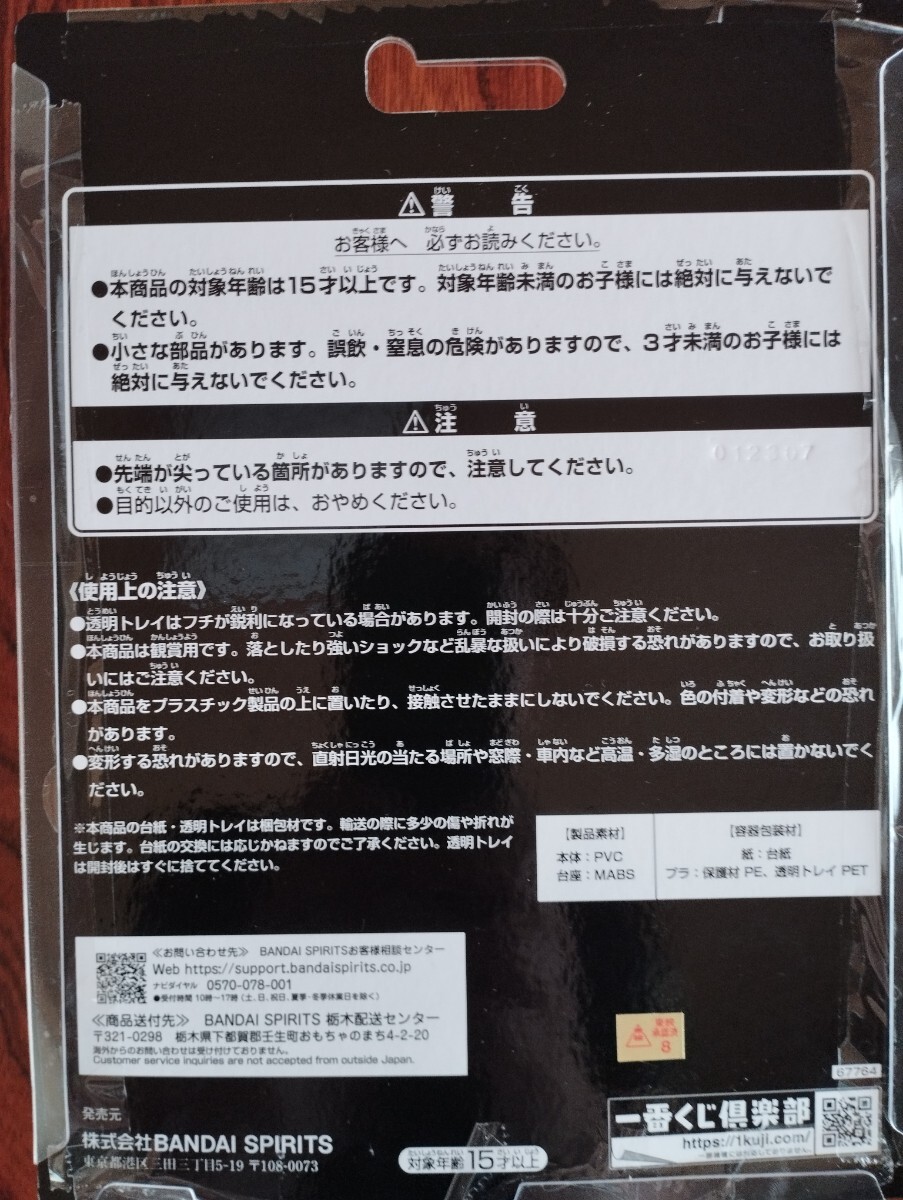 ⚠警告
お客様へ 必ずお読みください。
●本商品の対象年齢は15才以上です。対象年齢未満のお子様には絶対に与えないで
ください。
●小さな部品があります。誤飲・窒息の危険がありますので、3才未満のお子様には
絶対に与えないでください。
⚠注意
●先端が尖っている箇所がありますので、注意してください。
●目的以外のご使用は、おやめください。
《使用上の注意》
●透明トレイはフチが鋭利になっている場合があります。開封の際は十分ご注意ください。
●本商品は観賞用です。落としたり強いショックなど乱暴な扱いにより破損する恐れがありますので、お取り扱
いにはご注意ください。
●本商品をプラスチック製品の上に置いたり、接触させたままにしないでください。色の付着や変形などの恐れ
があります。
●変形する恐れがありますので、直射日光の当たる場所や窓際・車内など高温・多湿のところには置かないでく
ださい。
※本商品の台紙・透明トレイは梱包材です。輸送の際に多少の傷や折れが
生じます。台紙の交換には応じかねますのでご了承ください。透明トレイ
は開封後はすぐに捨ててください。
【製品素材】
本体：PVC
台座：MABS
【容器包装材】
紙：台紙
プラ：保護材 PE、透明トレイ PET
≪お問い合わせ先≫ BANDAI SPIRITSお客様相談センター
Web https://support.bandaispirits.co.jp
ナビダイヤル 0570-078-001
●受付時間 10時～17時（土、日、祝日、夏季・冬季休業日を除く）
≪商品送付先≫ BANDAI SPIRITS 栃木配送センター
〒321-0298 栃木県下都賀郡壬生町おもちゃのまち4-2-20
海外からのお問い合わせは受け付けておりません。
Customer service inquiries are not accepted from outside Japan.
8
67764
発売元
株式会社BANDAI SPIRITS
東京都港区三田三丁目5-19 〒108-0073
対象年齢15才以上
一番くじ倶楽部
https://1kuji.com/